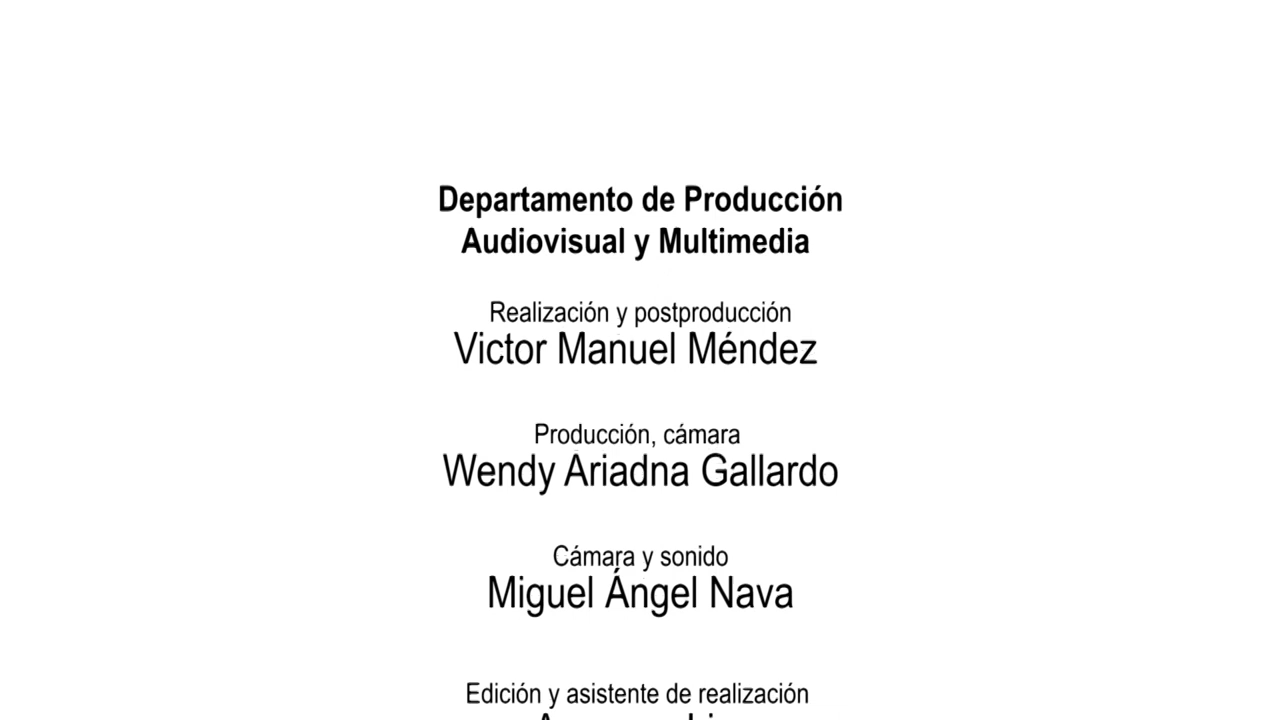 Departamento de Producción
Audiovisual y Multimedia
Realización y postproducción
Victor Manuel Méndez
Producción, cámara
Wendy Ariadna Gallardo
Cámara y sonido
Miguel Ángel Nava
Edición y asistente de realización